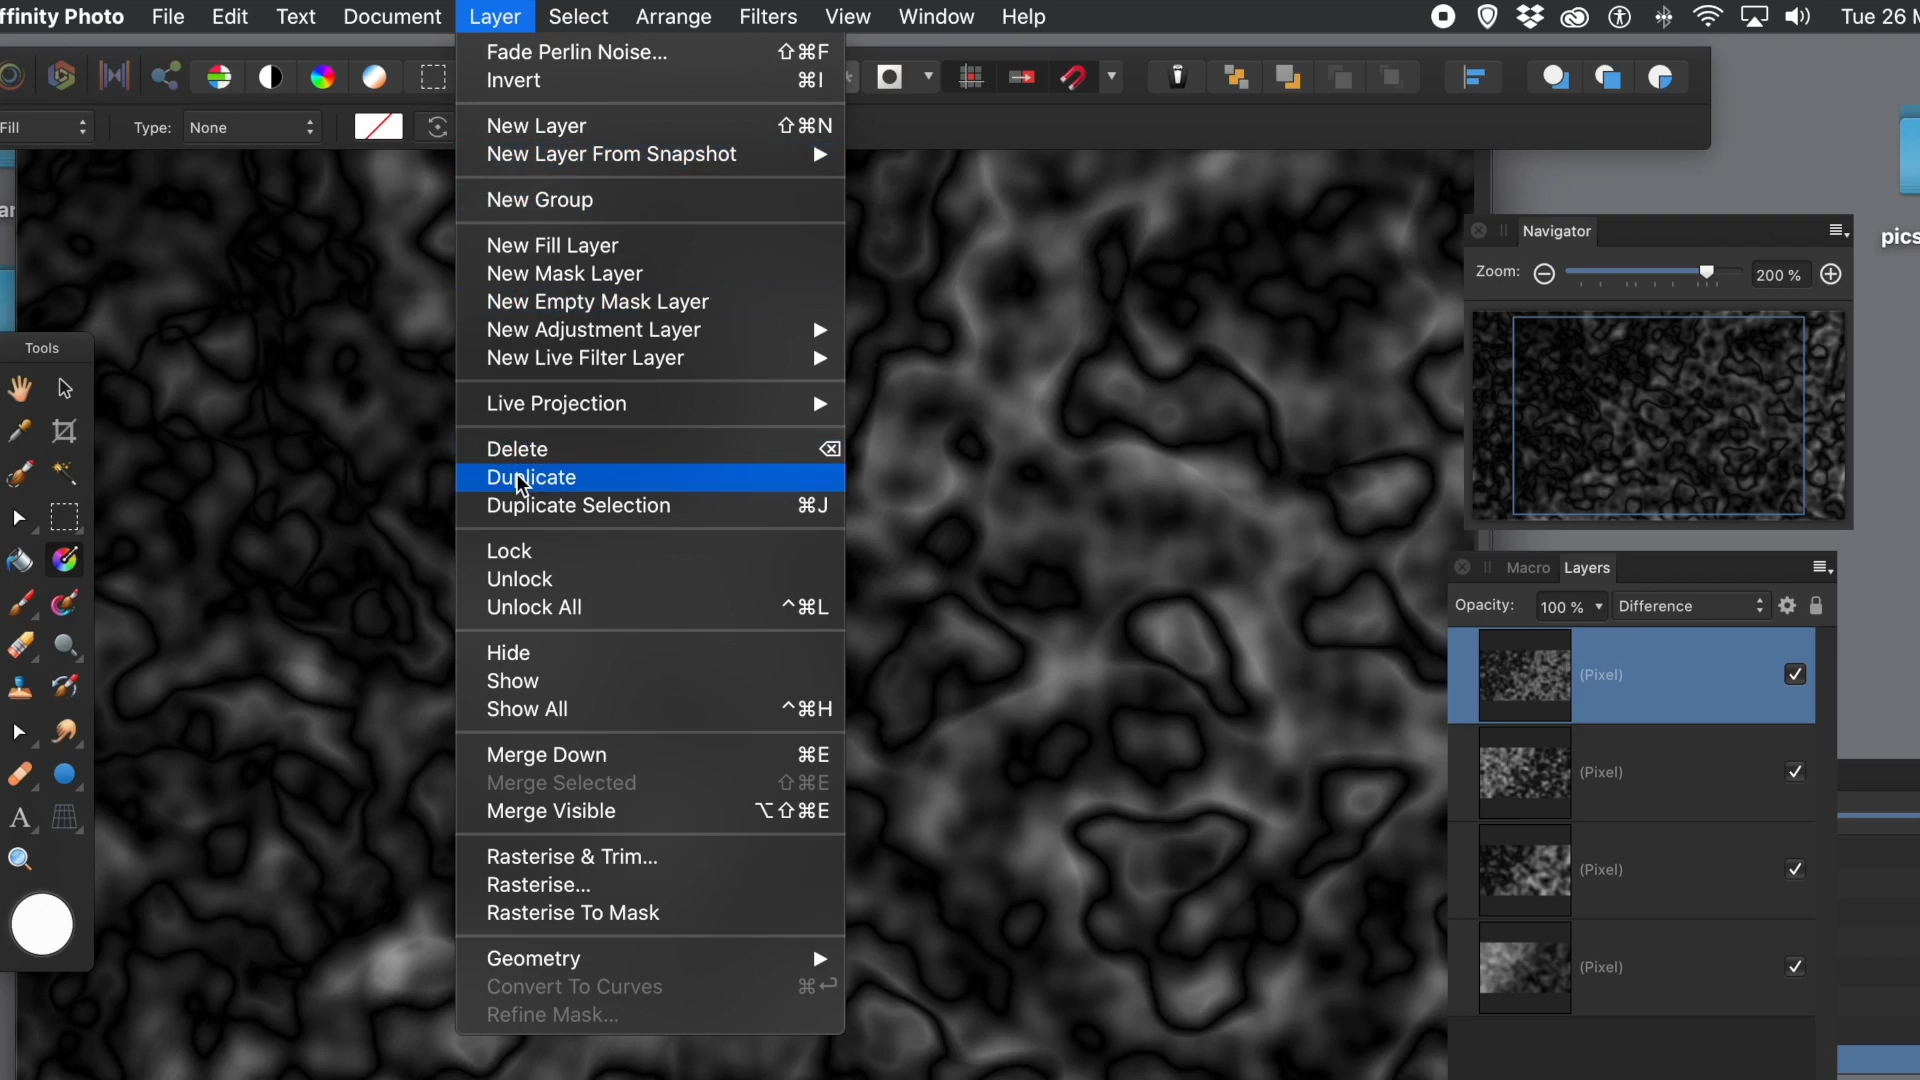 ffinity Photo File Edit Text Document Layer Select Arrange Filters View Window Help Tue 26 M
Fill Type: None
Fade Perlin Noise... ⇧⌘F
Invert ⌘I
New Layer ⇧⌘N
New Layer From Snapshot ▶
New Group
New Fill Layer
New Mask Layer
New Empty Mask Layer
New Adjustment Layer ▶
New Live Filter Layer ▶
Live Projection ▶
Delete ⌫
Duplicate
Duplicate Selection ⌘J
Lock
Unlock
Unlock All ^⌘L
Hide
Show
Show All ^⌘H
Merge Down ⌘E
Merge Selected ⇧⌘E
Merge Visible ⌥⇧⌘E
Rasterise & Trim...
Rasterise...
Rasterise To Mask
Geometry ▶
Convert To Curves ⌘↩
Refine Mask...
ar
Tools
A
pics
Navigator
Zoom: 200 %
Macro Layers
Opacity: 100 % Difference
(Pixel)
(Pixel)
(Pixel)
(Pixel)